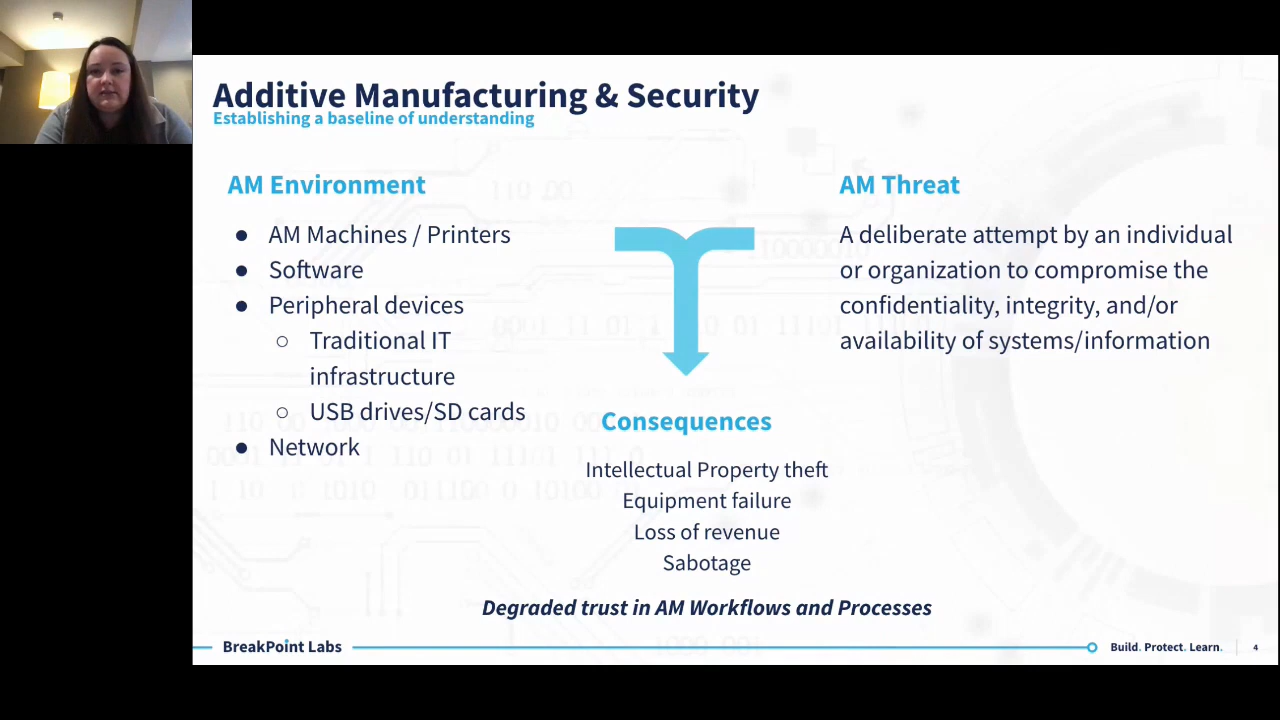 Additive Manufacturing & Security
Establishing a baseline of understanding
AM Environment
● AM Machines / Printers
● Software
● Peripheral devices
○ Traditional IT
infrastructure
○ USB drives/SD cards
● Network
AM Threat
A deliberate attempt by an individual
or organization to compromise the
confidentiality, integrity, and/or
availability of systems/information
Consequences
Intellectual Property theft
Equipment failure
Loss of revenue
Sabotage
Degraded trust in AM Workflows and Processes
BreakPoint Labs
Build. Protect. Learn.
4